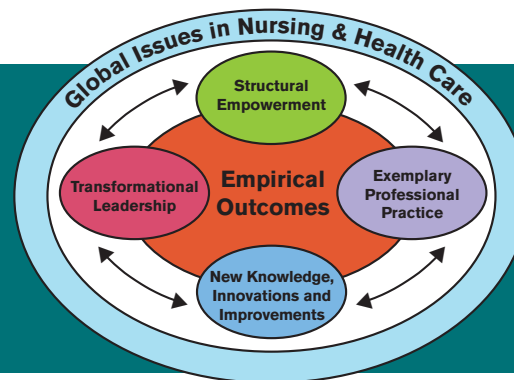 Global Issues in Nursing & Health Care
Structural
Empowerment
Transformational
Leadership
Empirical
Outcomes
Exemplary
Professional
Practice
New Knowledge,
Innovations and
Improvements